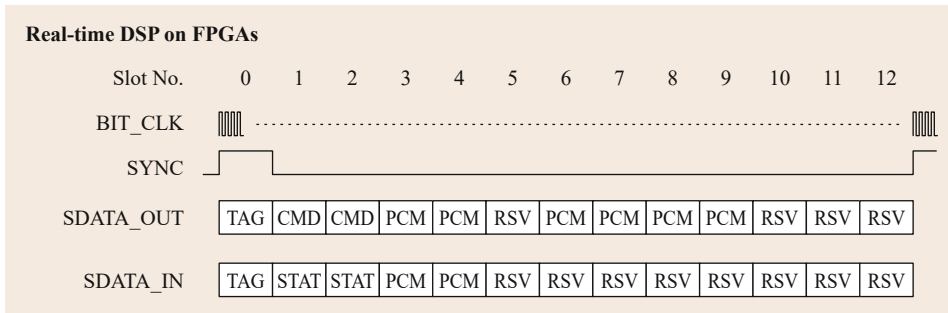 Real-time DSP on FPGAs
Slot No. 0 1 2 3 4 5 6 7 8 9 10 11 12
BIT_CLK
SYNC
SDATA_OUT TAG CMD CMD PCM PCM RSV PCM PCM PCM PCM RSV RSV RSV
SDATA_IN TAG STAT STAT PCM PCM RSV RSV RSV RSV RSV RSV RSV RSV